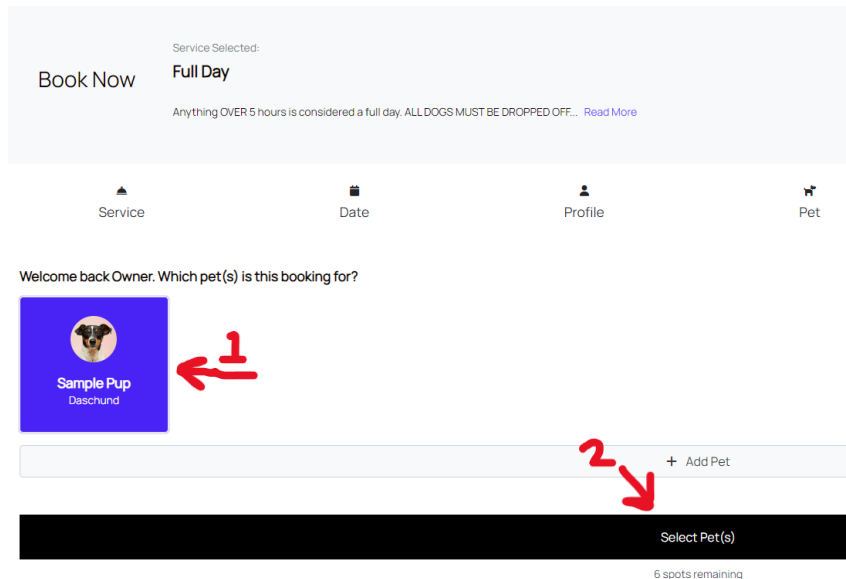 Service Selected:
Book Now
Full Day
Anything OVER 5 hours is considered a full day. ALL DOGS MUST BE DROPPED OFF... Read More
Service Date Profile Pet
Welcome back Owner. Which pet(s) is this booking for?
1
Sample Pup
Daschund
2
+ Add Pet
Select Pet(s)
6 spots remaining